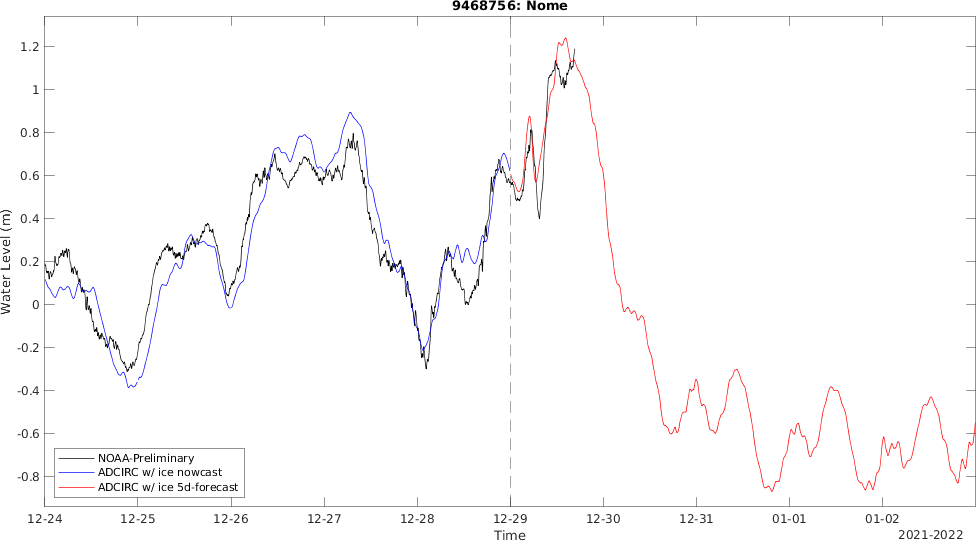 9468756: Nome
1.2
1
0.8
0.6
0.4
0.2
0
-0.2
-0.4
-0.6
-0.8
Water Level (m)
NOAA-Preliminary
ADCIRC w/ ice nowcast
ADCIRC w/ ice 5d-forecast
12-24 12-25 12-26 12-27 12-28 12-29 12-30 12-31 01-01 01-02
Time
2021-2022